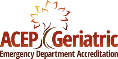 ACEP Geriatric
Emergency Department Accreditation